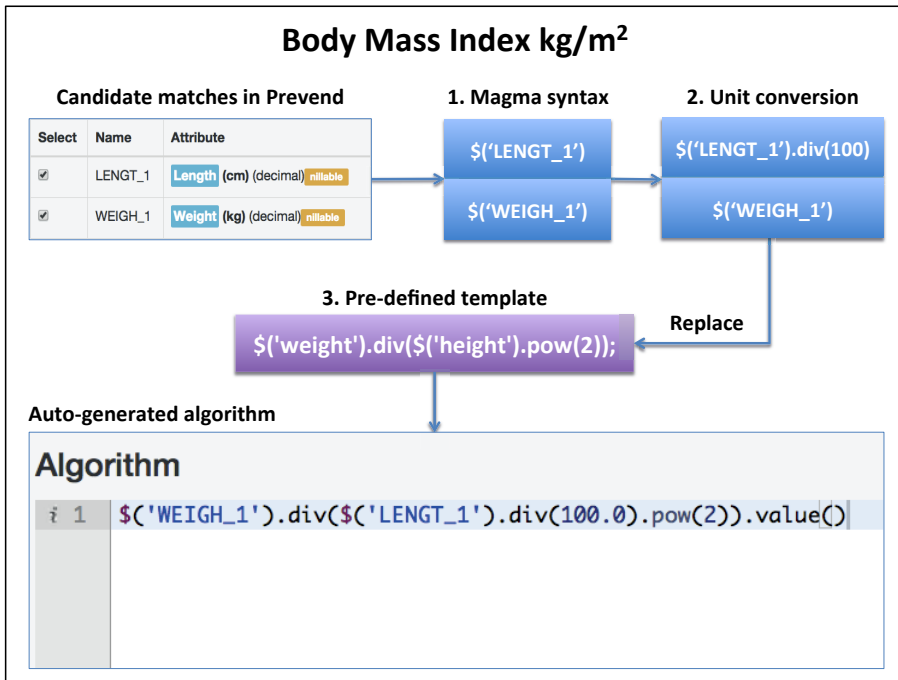 Body Mass Index kg/m²
Candidate matches in Prevend
Select Name Attribute
LENGT_1 Length (cm) (decimal) nillable
WEIGH_1 Weight (kg) (decimal) nillable
1. Magma syntax
$(‘LENGT_1’)
$(‘WEIGH_1’)
2. Unit conversion
$(‘LENGT_1’).div(100)
$(‘WEIGH_1’)
Replace
3. Pre-defined template
$('weight').div($('height').pow(2));
Auto-generated algorithm
Algorithm
i 1 $('WEIGH_1').div($('LENGT_1').div(100.0).pow(2)).value()